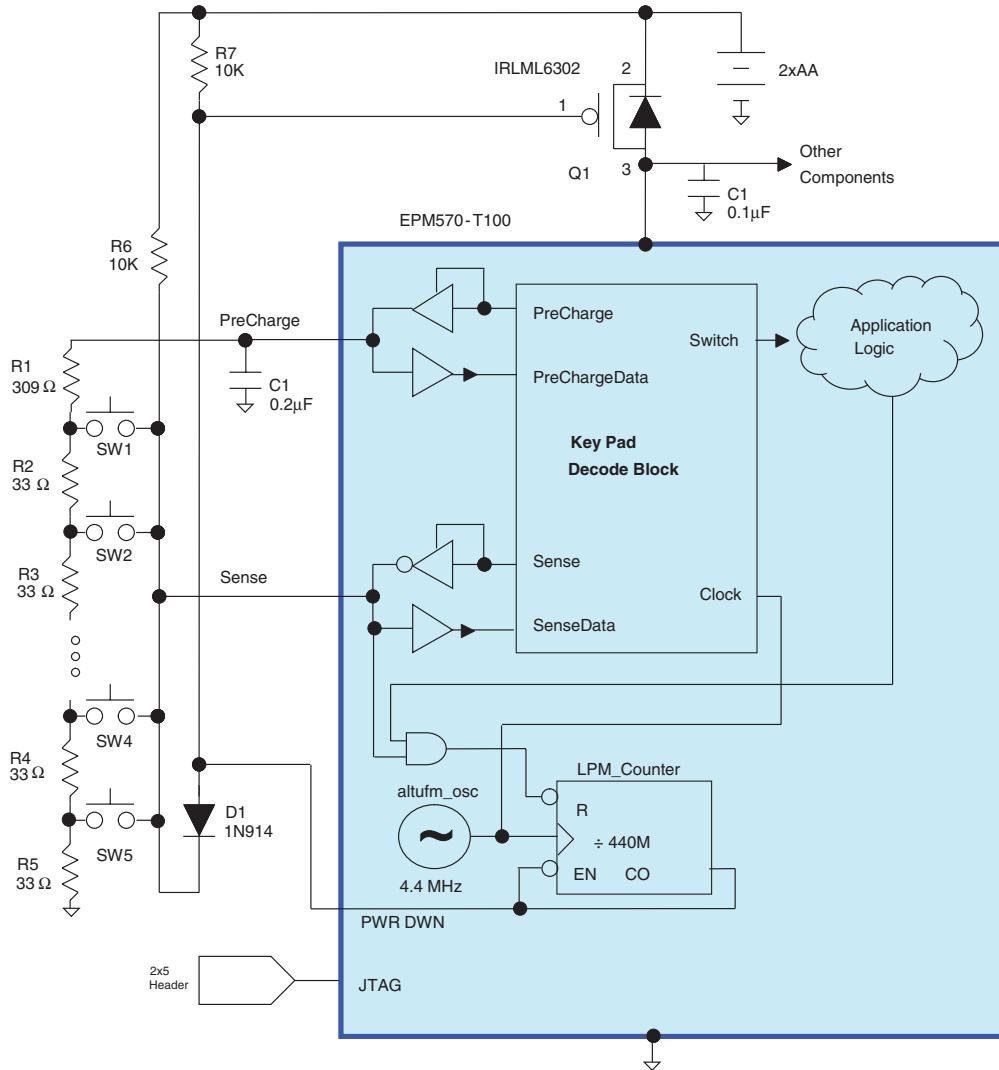 R7
10K
IRLML6302
2
2xAA
1
Q1
3
Other
Components
C1
0.1µF
EPM570-T100
R6
10K
PreCharge
PreCharge
Switch
Application
Logic
R1
309 Ω
C1
0.2µF
PreChargeData
SW1
Key Pad
Decode Block
R2
33 Ω
SW2
R3
33 Ω
Sense
Sense
Clock
SenseData
SW4
R4
33 Ω
LPM_Counter
altufm_osc
D1
1N914
R
÷ 440M
SW5
R5
33 Ω
4.4 MHz
EN CO
PWR DWN
2x5
Header
JTAG